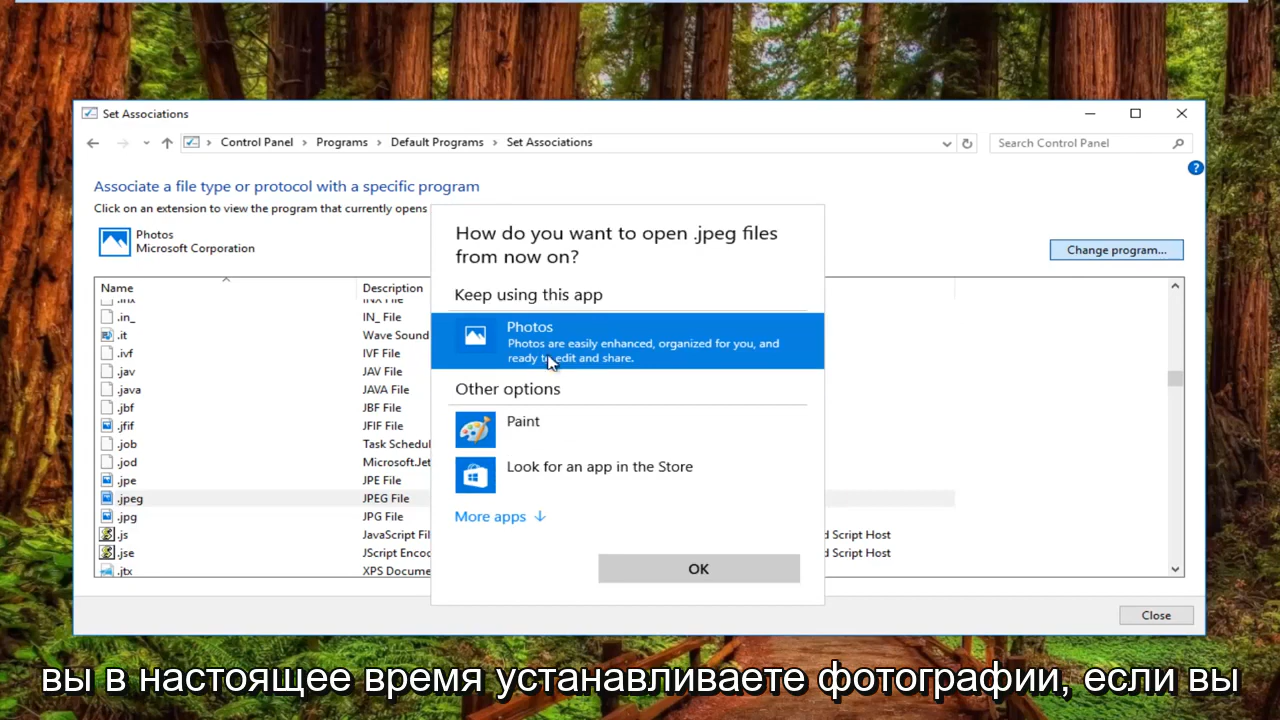 Set Associations
Control Panel > Programs > Default Programs > Set Associations
Search Control Panel
?
Associate a file type or protocol with a specific program
Click on an extension to view the program that currently opens
Photos
Microsoft Corporation
Change program...
Name
Description
.in_
IN_ File
.it
Wave Sound
.ivf
IVF File
.jav
JAV File
.java
JAVA File
.jbf
JBF File
.jfif
JFIF File
.job
Task Schedul
.jod
Microsoft.Jet
.jpe
JPE File
.jpeg
JPEG File
.jpg
JPG File
.js
JavaScript Fil
d Script Host
.jse
JScript Encod
d Script Host
.jtx
XPS Docume
How do you want to open .jpeg files
from now on?
Keep using this app
Photos
Photos are easily enhanced, organized for you, and
ready to edit and share.
Other options
Paint
Look for an app in the Store
More apps
OK
Close
вы в настоящее время устанавливаете фотографии, если вы